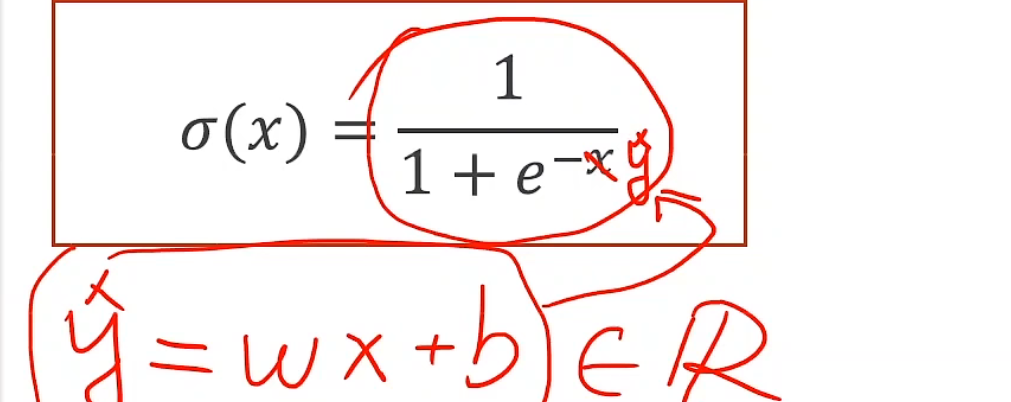 σ(x) = 1 / (1 + e^{-x} ŷ)
ŷ = wx + b ∈ ℝ